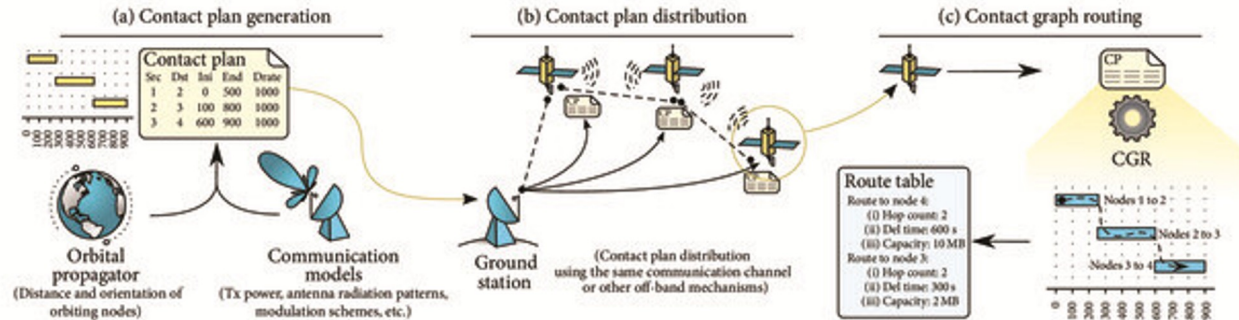 (a) Contact plan generation
Contact plan
Src Dst Ini End Drate
1 2 0 500 1000
2 3 100 800 1000
3 4 600 900 1000
0 100 200 300 400 500 600 700 800 900
Orbital
propagator
(Distance and orientation of
orbiting nodes)
Communication
models
(Tx power, antenna radiation patterns,
modulation schemes, etc.)
(b) Contact plan distribution
CP
CP
Ground
station
(Contact plan distribution
using the same communication channel
or other off-band mechanisms)
(c) Contact graph routing
CP
CGR
Route table
Route to node 4:
(i) Hop count: 2
(ii) Del time: 600 s
(iii) Capacity: 10 MB
Route to node 3:
(i) Hop count: 2
(ii) Del time: 300 s
(iii) Capacity: 2 MB
Nodes 1 to 2
Nodes 2 to 3
Nodes 3 to 4
0 100 200 300 400 500 600 700 800 900